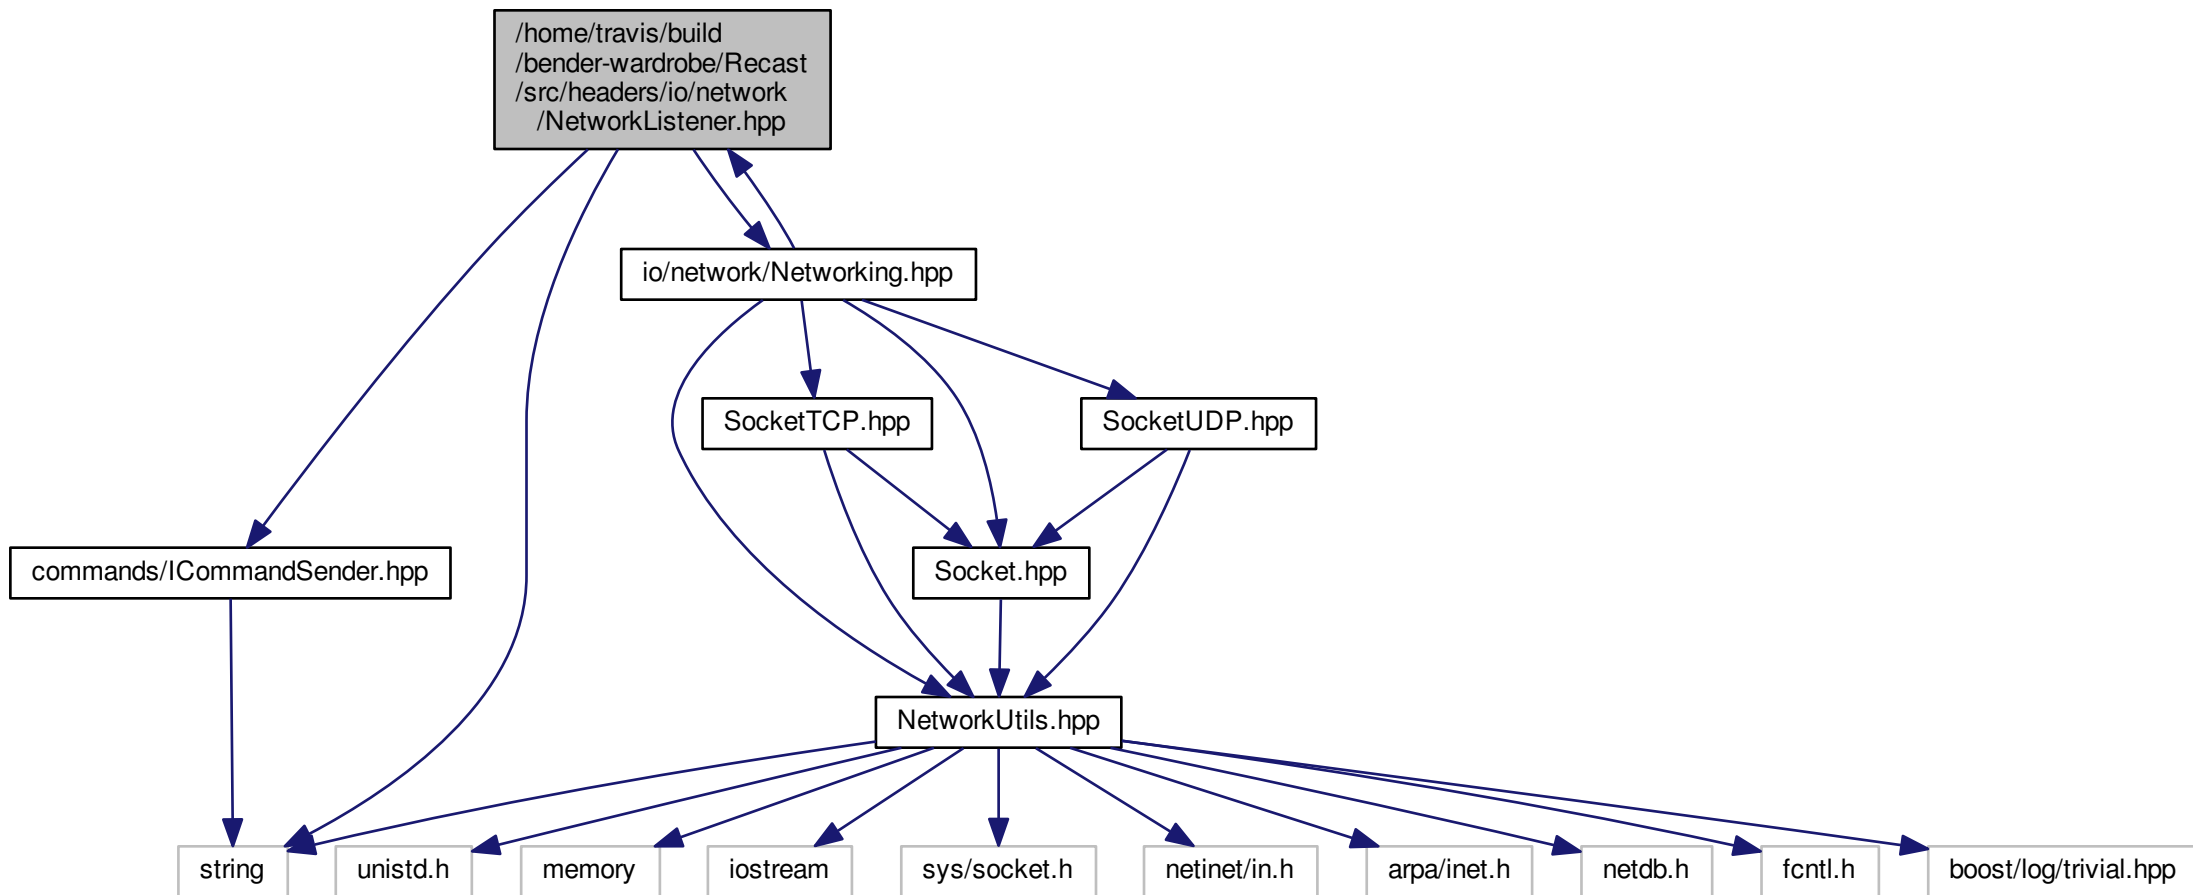 /home/travis/build
/bender-wardrobe/Recast
/src/headers/io/network
/NetworkListener.hpp
io/network/Networking.hpp
SocketTCP.hpp
SocketUDP.hpp
commands/ICommandSender.hpp
Socket.hpp
NetworkUtils.hpp
string
unistd.h
memory
iostream
sys/socket.h
netinet/in.h
arpa/inet.h
netdb.h
fcntl.h
boost/log/trivial.hpp